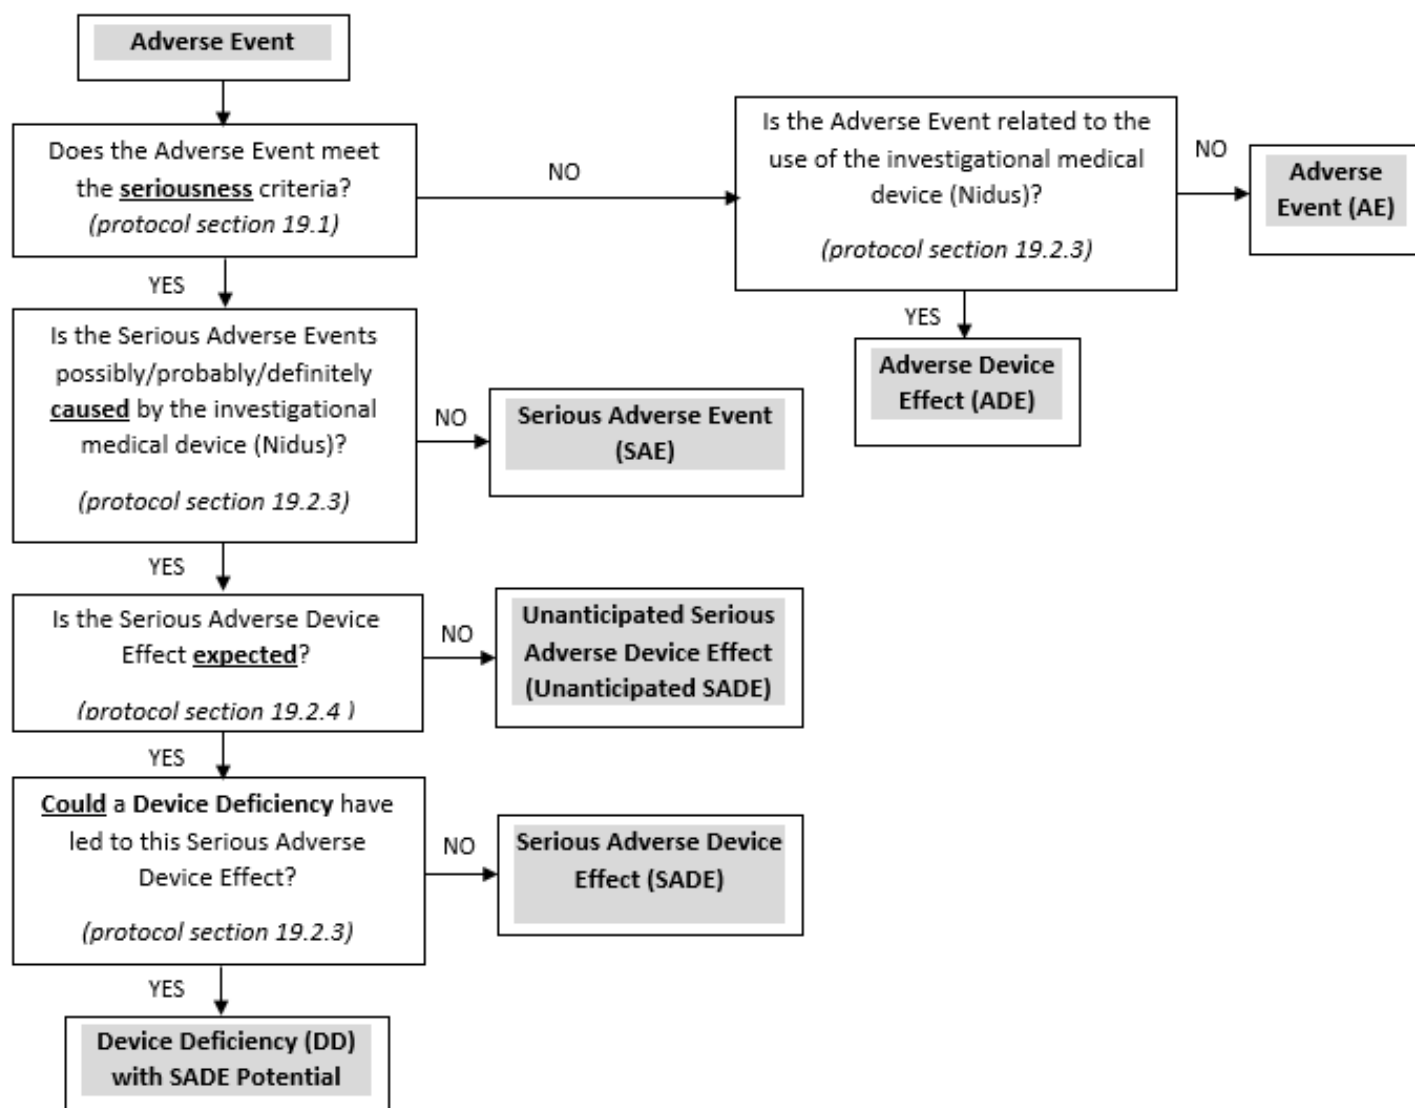 Adverse Event
Does the Adverse Event meet
the seriousness criteria?
(protocol section 19.1)
NO
Is the Adverse Event related to the
use of the investigational medical
device (Nidus)?
(protocol section 19.2.3)
NO
Adverse
Event (AE)
YES
Adverse Device
Effect (ADE)
YES
Is the Serious Adverse Events
possibly/probably/definitely
caused by the investigational
medical device (Nidus)?
(protocol section 19.2.3)
NO
Serious Adverse Event
(SAE)
YES
Is the Serious Adverse Device
Effect expected?
(protocol section 19.2.4 )
NO
Unanticipated Serious
Adverse Device Effect
(Unanticipated SADE)
YES
Could a Device Deficiency have
led to this Serious Adverse
Device Effect?
(protocol section 19.2.3)
NO
Serious Adverse Device
Effect (SADE)
YES
Device Deficiency (DD)
with SADE Potential